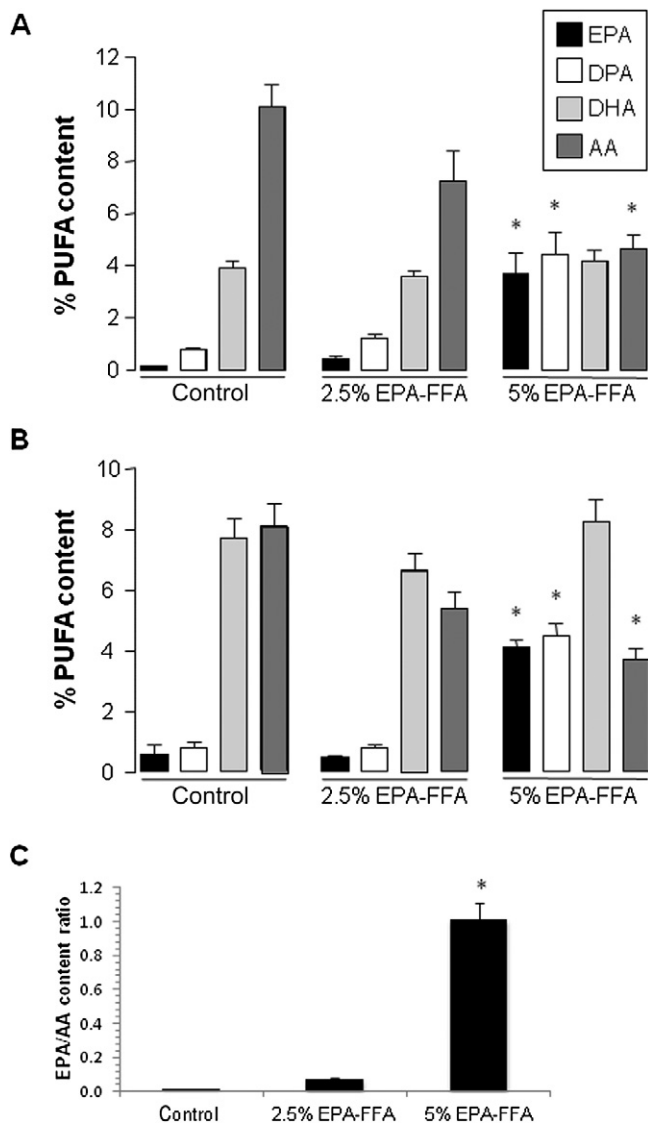 A
EPA
DPA
DHA
AA
% PUFA content
12
10
8
6
4
2
0
* * *
Control 2.5% EPA-FFA 5% EPA-FFA
B
% PUFA content
10
8
6
4
2
0
* * *
Control 2.5% EPA-FFA 5% EPA-FFA
C
EPA/AA content ratio
1.2
1.0
0.8
0.6
0.4
0.2
0.0
*
Control 2.5% EPA-FFA 5% EPA-FFA